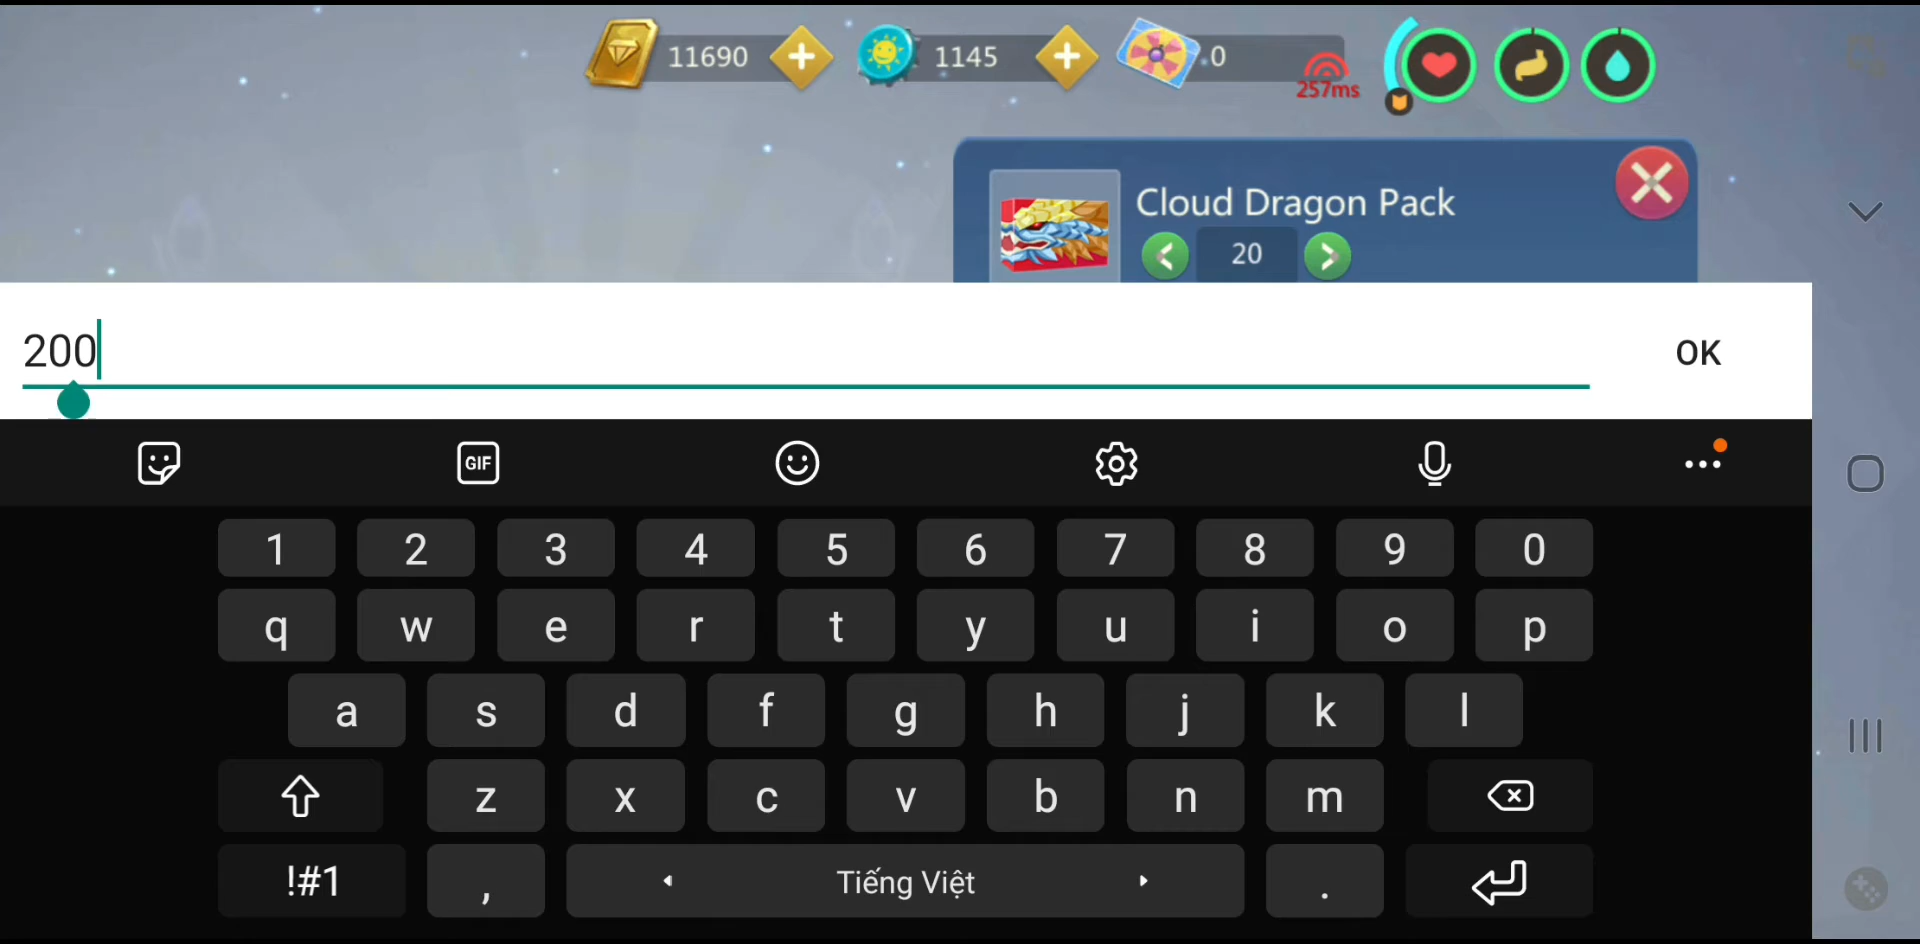 11690 1145 0
257ms
Cloud Dragon Pack
20
200 OK
GIF
1 2 3 4 5 6 7 8 9 0
q w e r t y u i o p
a s d f g h j k l
z x c v b n m
!#1 , Tiếng Việt .